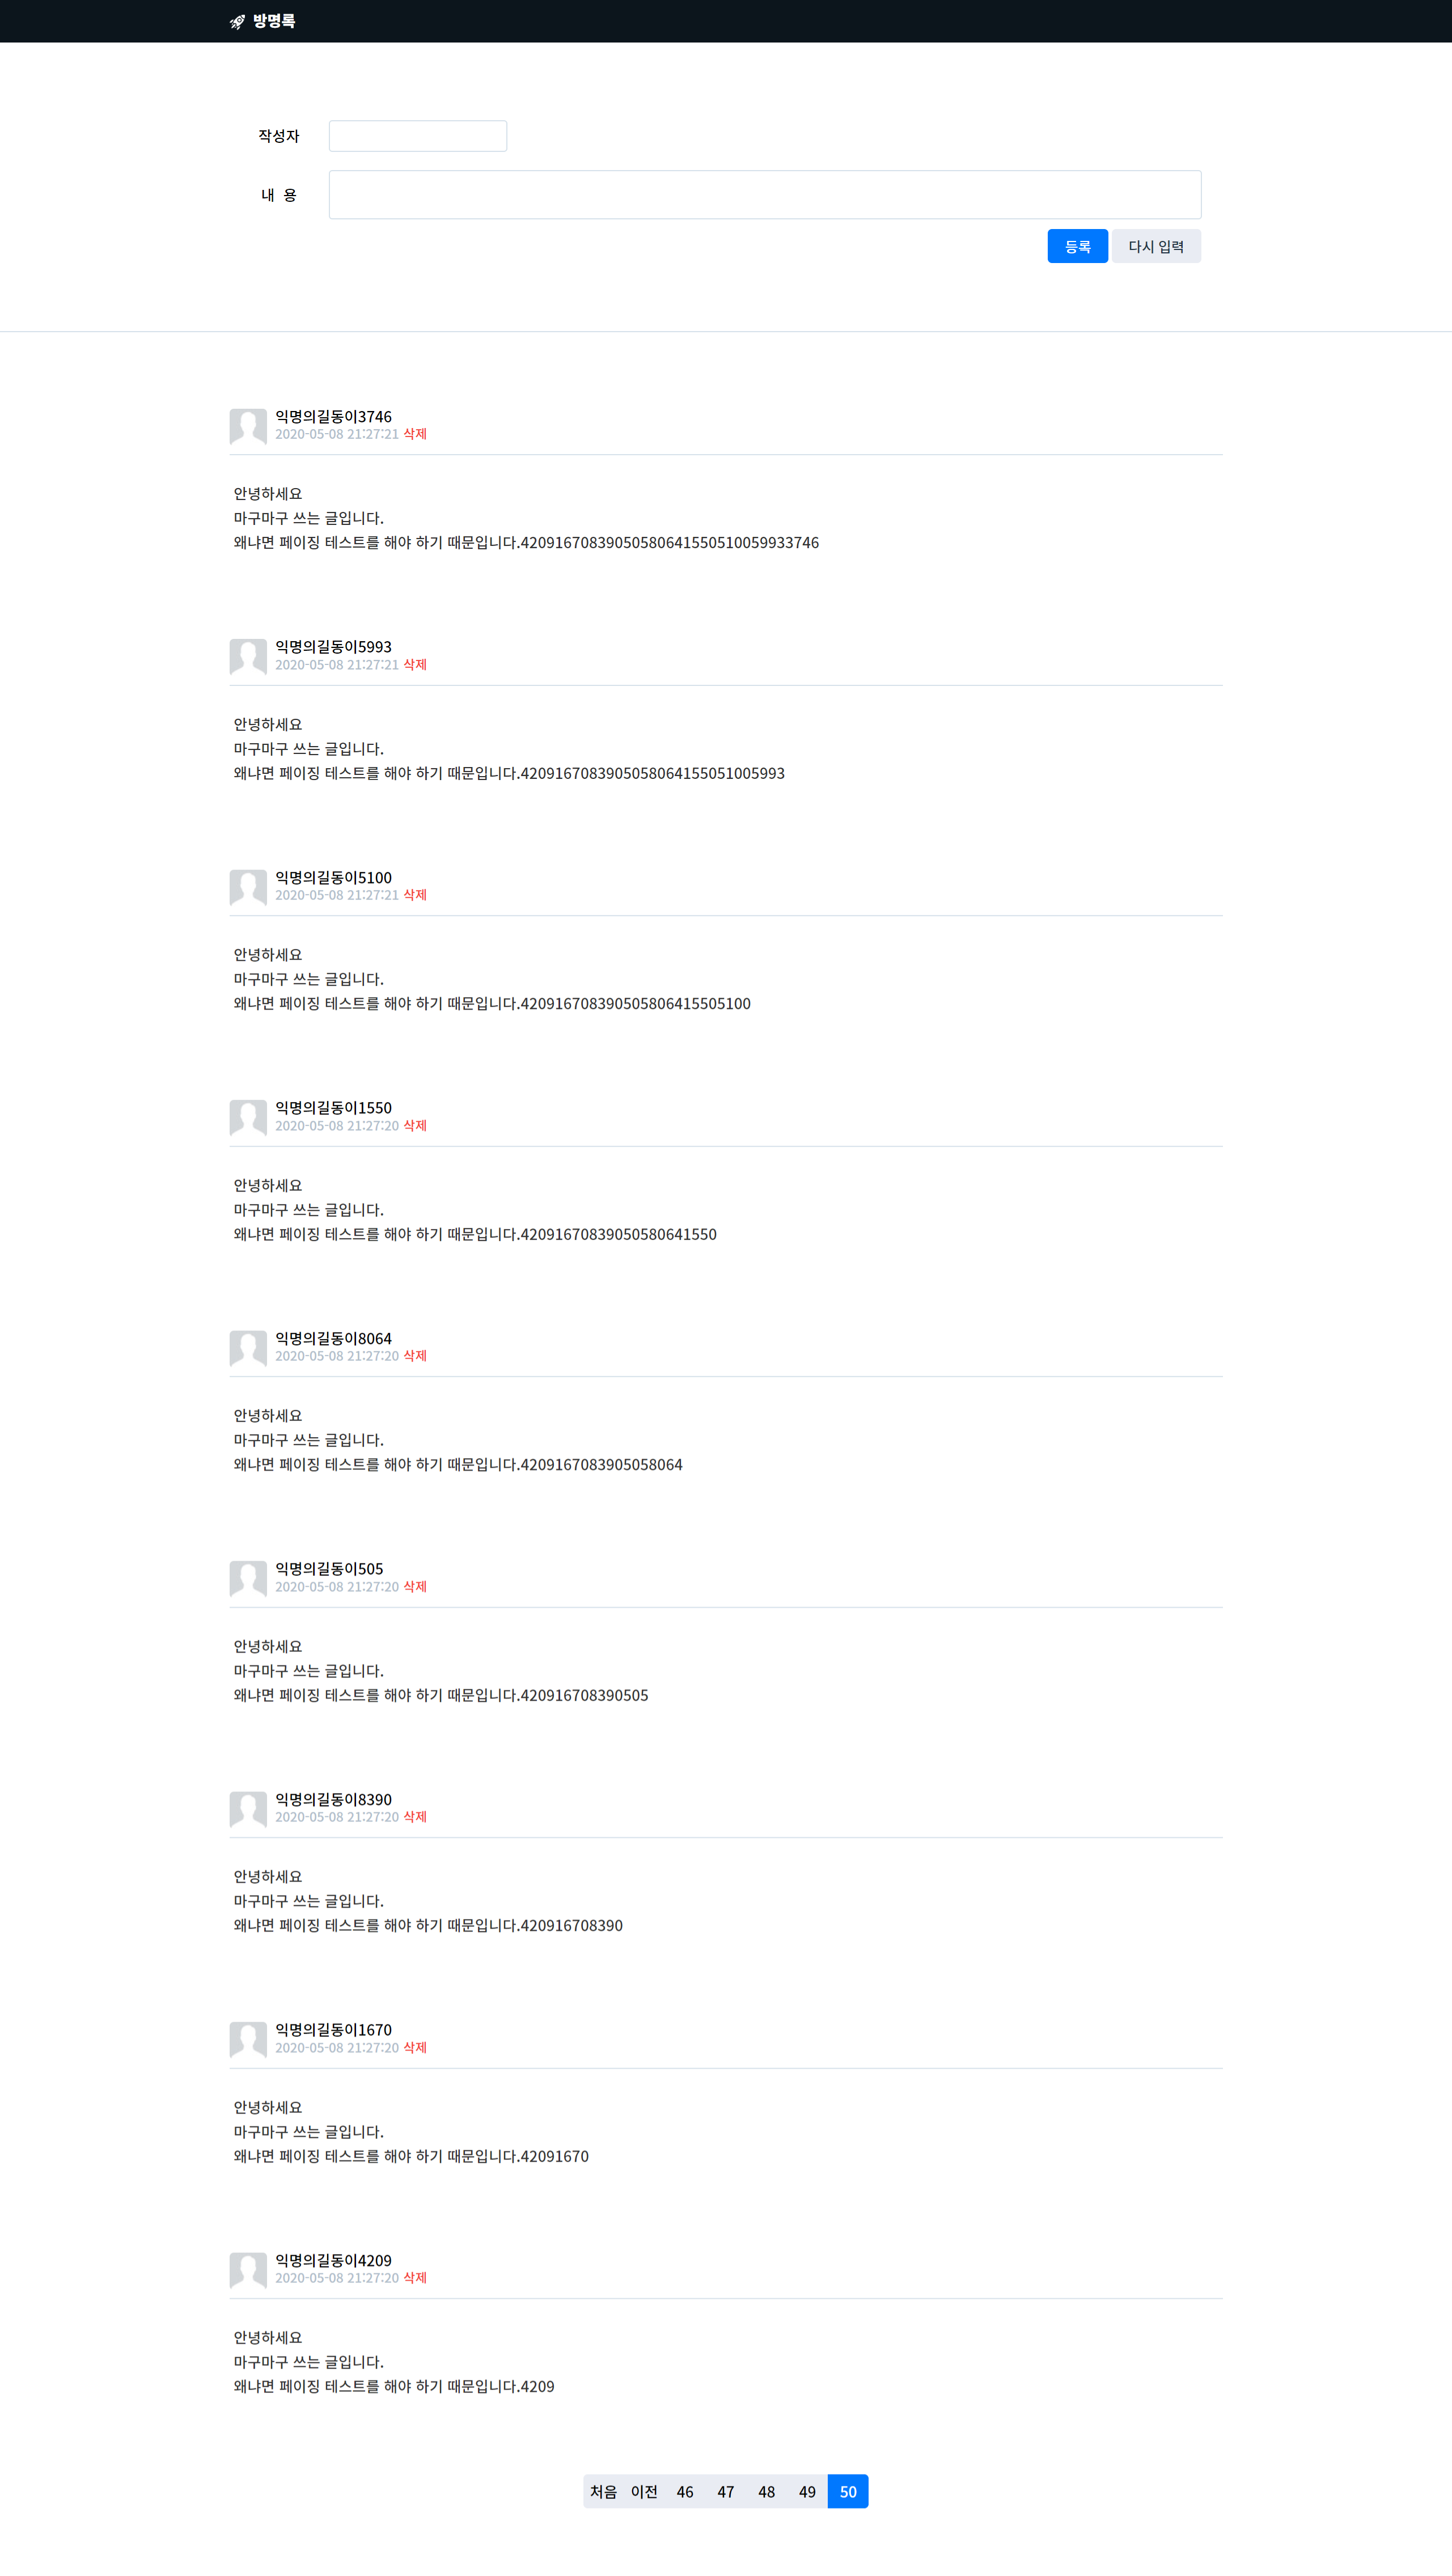 방명록
작성자
내 용
등록 다시 입력
익명의길동이3746
2020-05-08 21:27:21 삭제
안녕하세요
마구마구 쓰는 글입니다.
왜냐면 페이징 테스트를 해야 하기 때문입니다.42091670839050580641550510059933746
익명의길동이5993
2020-05-08 21:27:21 삭제
안녕하세요
마구마구 쓰는 글입니다.
왜냐면 페이징 테스트를 해야 하기 때문입니다.4209167083905058064155051005993
익명의길동이5100
2020-05-08 21:27:21 삭제
안녕하세요
마구마구 쓰는 글입니다.
왜냐면 페이징 테스트를 해야 하기 때문입니다.420916708390505806415505100
익명의길동이1550
2020-05-08 21:27:20 삭제
안녕하세요
마구마구 쓰는 글입니다.
왜냐면 페이징 테스트를 해야 하기 때문입니다.42091670839050580641550
익명의길동이8064
2020-05-08 21:27:20 삭제
안녕하세요
마구마구 쓰는 글입니다.
왜냐면 페이징 테스트를 해야 하기 때문입니다.4209167083905058064
익명의길동이505
2020-05-08 21:27:20 삭제
안녕하세요
마구마구 쓰는 글입니다.
왜냐면 페이징 테스트를 해야 하기 때문입니다.420916708390505
익명의길동이8390
2020-05-08 21:27:20 삭제
안녕하세요
마구마구 쓰는 글입니다.
왜냐면 페이징 테스트를 해야 하기 때문입니다.420916708390
익명의길동이1670
2020-05-08 21:27:20 삭제
안녕하세요
마구마구 쓰는 글입니다.
왜냐면 페이징 테스트를 해야 하기 때문입니다.42091670
익명의길동이4209
2020-05-08 21:27:20 삭제
안녕하세요
마구마구 쓰는 글입니다.
왜냐면 페이징 테스트를 해야 하기 때문입니다.4209
처음 이전 46 47 48 49 50